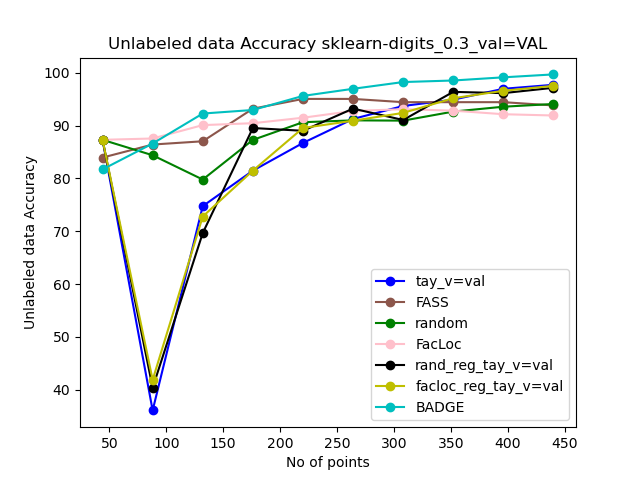 Unlabeled data Accuracy sklearn-digits_0.3_val=VAL
Unlabeled data Accuracy
100
90
80
70
60
50
40
tay_v=val
FASS
random
FacLoc
rand_reg_tay_v=val
facloc_reg_tay_v=val
BADGE
50 100 150 200 250 300 350 400 450
No of points